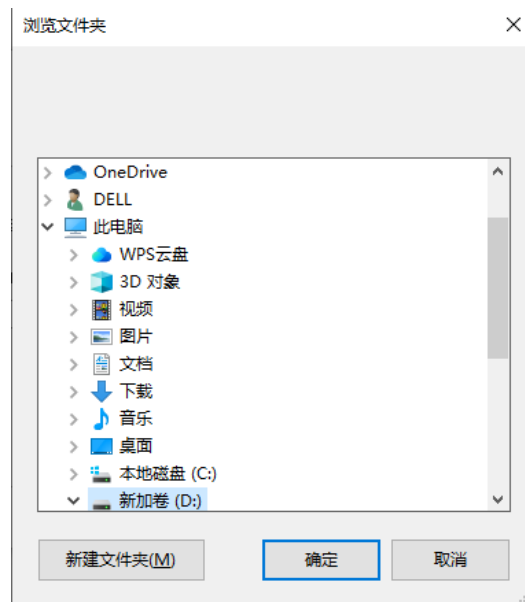 浏览文件夹
OneDrive
DELL
此电脑
WPS云盘
3D 对象
视频
图片
文档
下载
音乐
桌面
本地磁盘 (C:)
新加卷 (D:)
新建文件夹(M) 确定 取消